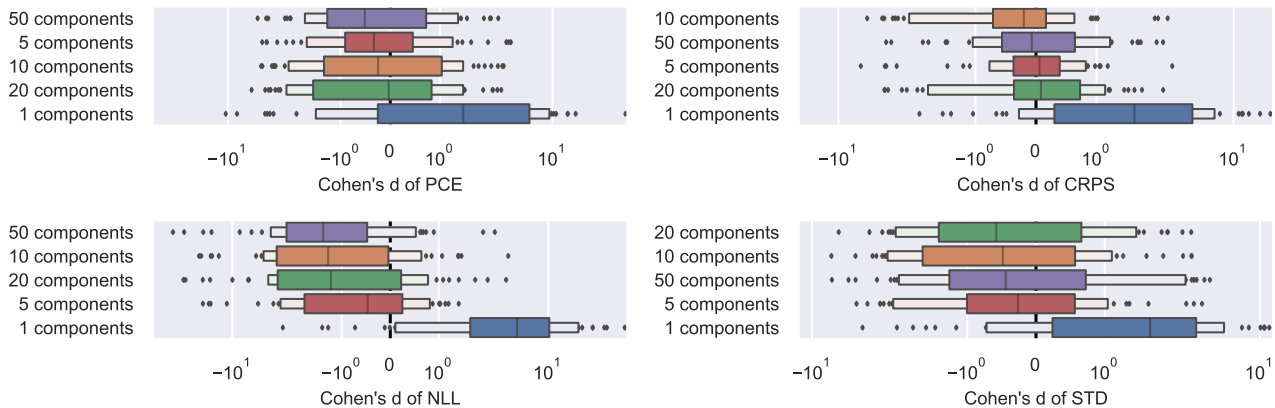 50 components
5 components
10 components
20 components
1 components
−10¹ −10⁰ 0 10⁰ 10¹
Cohen's d of PCE
10 components
50 components
5 components
20 components
1 components
−10¹ −10⁰ 0 10⁰ 10¹
Cohen's d of CRPS
50 components
10 components
20 components
5 components
1 components
−10¹ −10⁰ 0 10⁰ 10¹
Cohen's d of NLL
20 components
10 components
50 components
5 components
1 components
−10¹ −10⁰ 0 10⁰ 10¹
Cohen's d of STD